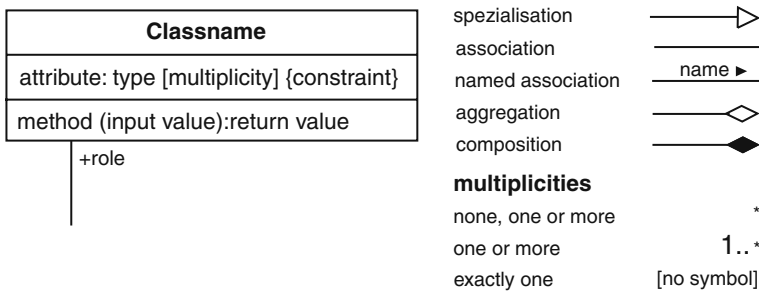 Classname
attribute: type [multiplicity] {constraint}
method (input value):return value
+role
spezialisation
association
named association name ►
aggregation
composition
multiplicities
none, one or more *
one or more 1..*
exactly one [no symbol]